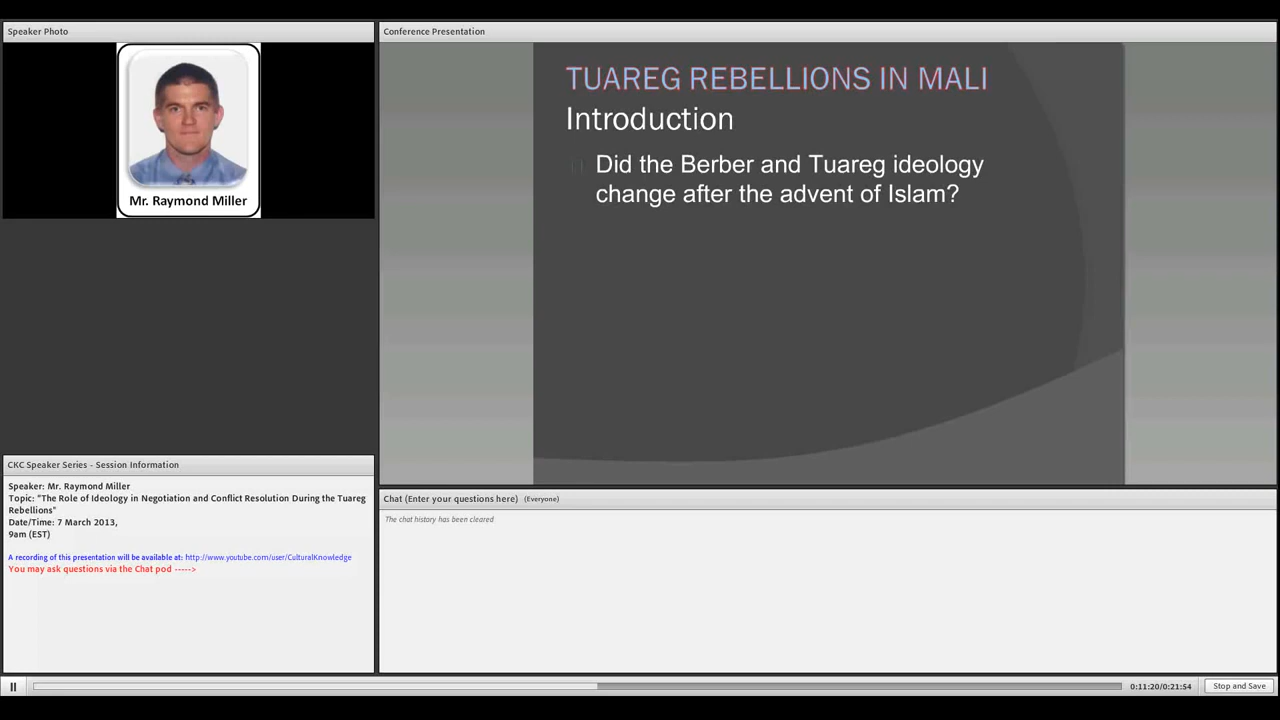 Speaker Photo
Mr. Raymond Miller
Conference Presentation
TUAREG REBELLIONS IN MALI
Introduction
Did the Berber and Tuareg ideology
change after the advent of Islam?
CKC Speaker Series - Session Information
Speaker: Mr. Raymond Miller
Topic: "The Role of Ideology in Negotiation and Conflict Resolution During the Tuareg
Rebellions"
Date/Time: 7 March 2013,
9am (EST)
A recording of this presentation will be available at: http://www.youtube.com/user/CulturalKnowledge
You may ask questions via the Chat pod ----->
Chat (Enter your questions here) (Everyone)
The chat history has been cleared
0:11:20/0:21:54
Stop and Save